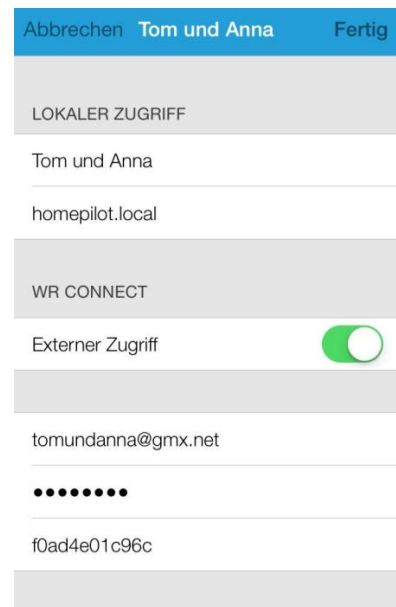 Abbrechen Tom und Anna Fertig
LOKALER ZUGRIFF
Tom und Anna
homepilot.local
WR CONNECT
Externer Zugriff
tomundanna@gmx.net
••••••••
f0ad4e01c96c